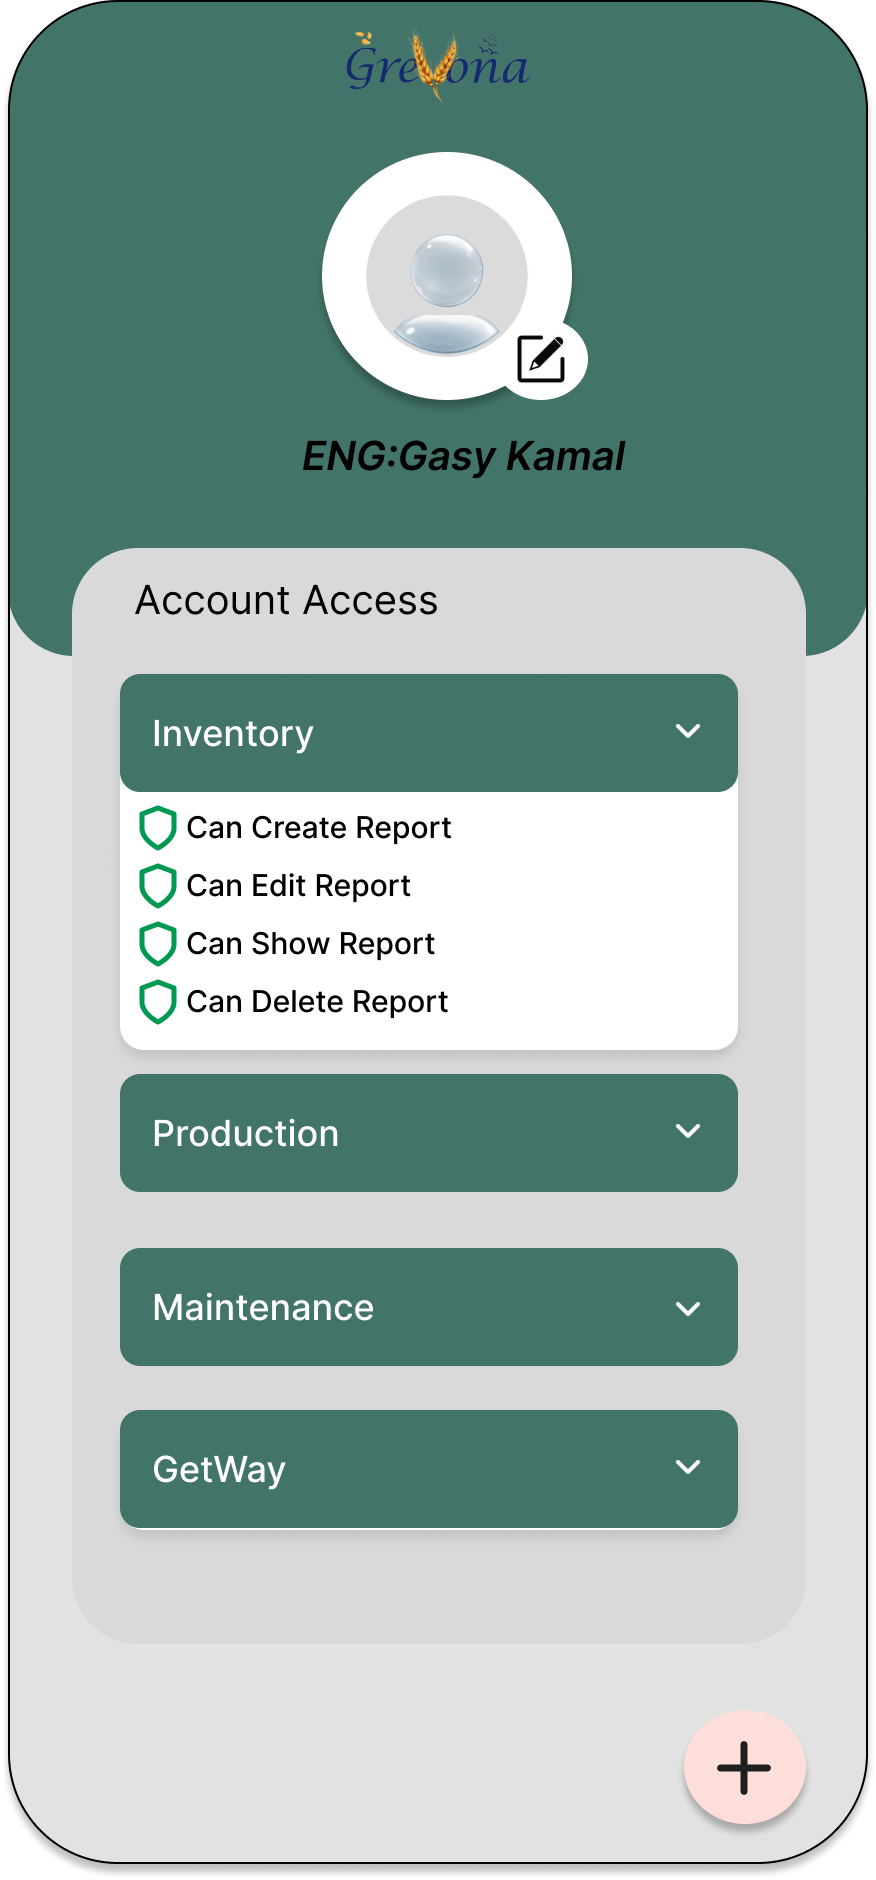 Grevona
ENG:Gasy Kamal
Account Access
Inventory
Can Create Report
Can Edit Report
Can Show Report
Can Delete Report
Production
Maintenance
GetWay